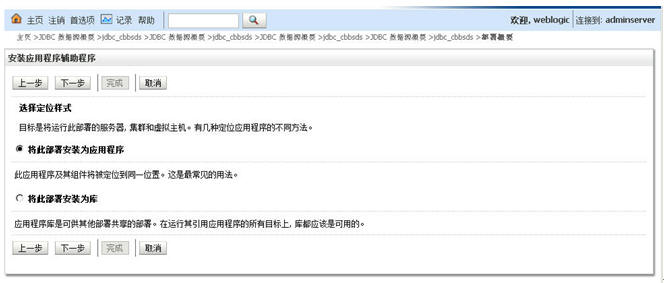 主页 注销 首选项 记录 帮助
欢迎, weblogic 连接到: adminserver
主页 >JDBC 数据源概要 >jdbc_cbbsds >JDBC 数据源概要 >jdbc_cbbsds >JDBC 数据源概要 >jdbc_cbbsds >JDBC 数据源概要 >jdbc_cbbsds >部署概要
安装应用程序辅助程序
上一步 下一步 完成 取消
选择定位样式
目标是将运行此部署的服务器, 集群和虚拟主机。有几种定位应用程序的不同方法。
将此部署安装为应用程序
此应用程序及其组件将被定位到同一位置。这是最常见的用法。
将此部署安装为库
应用程序库是可供其他部署共享的部署。在运行其引用应用程序的所有目标上, 库都应该是可用的。
上一步 下一步 完成 取消